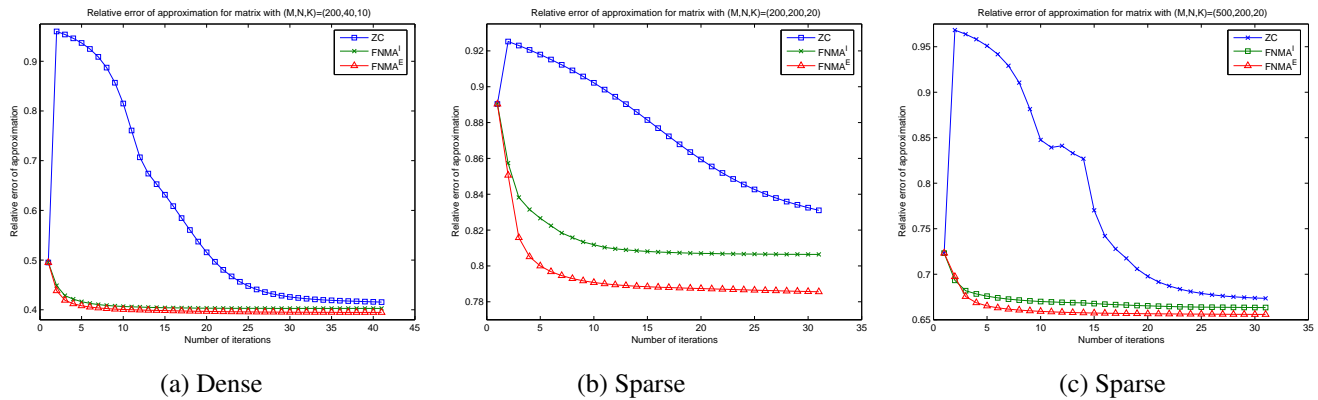 Relative error of approximation for matrix with (M,N,K)=(200,40,10)
Relative error of approximation
0.9
0.8
0.7
0.6
0.5
0.4
0 5 10 15 20 25 30 35 40 45
Number of iterations
ZC
FNMA^I
FNMA^E
(a) Dense
Relative error of approximation for matrix with (M,N,K)=(200,200,20)
Relative error of approximation
0.92
0.9
0.88
0.86
0.84
0.82
0.8
0.78
0 5 10 15 20 25 30 35
Number of iterations
ZC
FNMA^I
FNMA^E
(b) Sparse
Relative error of approximation for matrix with (M,N,K)=(500,200,20)
Relative error of approximation
0.95
0.9
0.85
0.8
0.75
0.7
0.65
0 5 10 15 20 25 30 35
Number of iterations
ZC
FNMA^I
FNMA^E
(c) Sparse